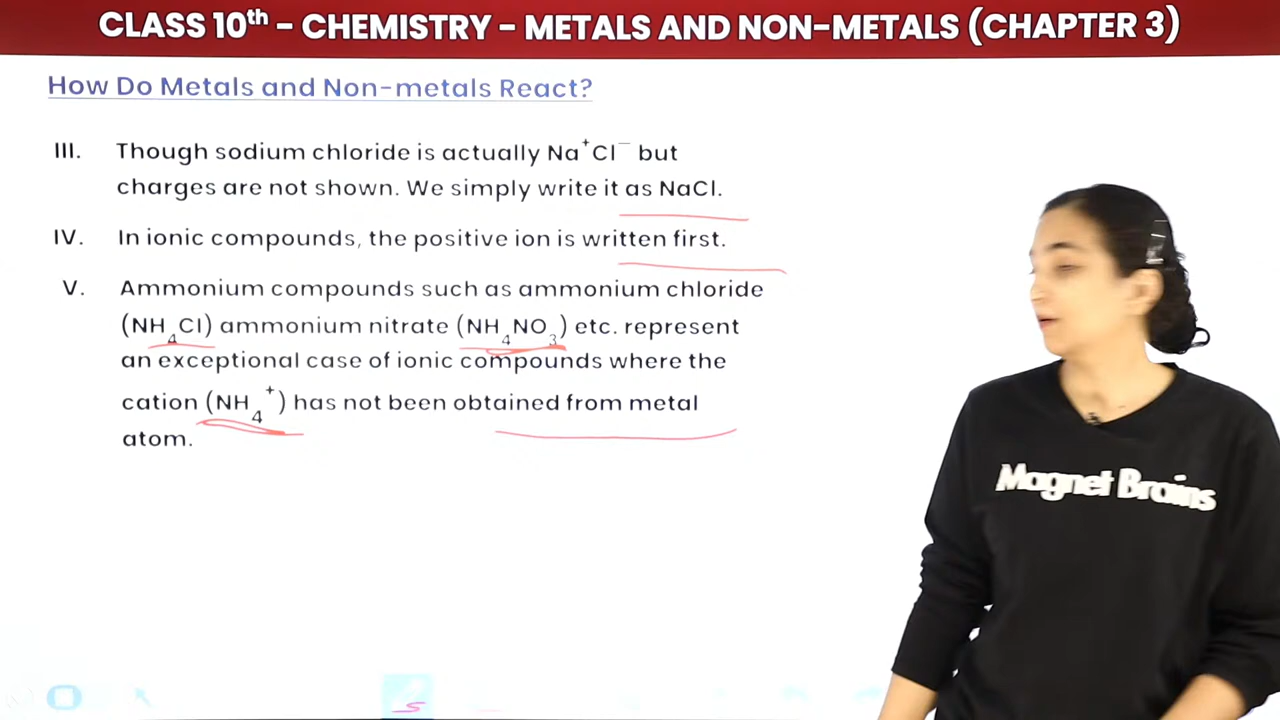 CLASS 10th - CHEMISTRY - METALS AND NON-METALS (CHAPTER 3)
How Do Metals and Non-metals React?
III. Though sodium chloride is actually Na⁺Cl⁻ but
charges are not shown. We simply write it as NaCl.
IV. In ionic compounds, the positive ion is written first.
V. Ammonium compounds such as ammonium chloride
(NH₄Cl) ammonium nitrate (NH₄NO₃) etc. represent
an exceptional case of ionic compounds where the
cation (NH₄⁺) has not been obtained from metal
atom.
Magnet Brains